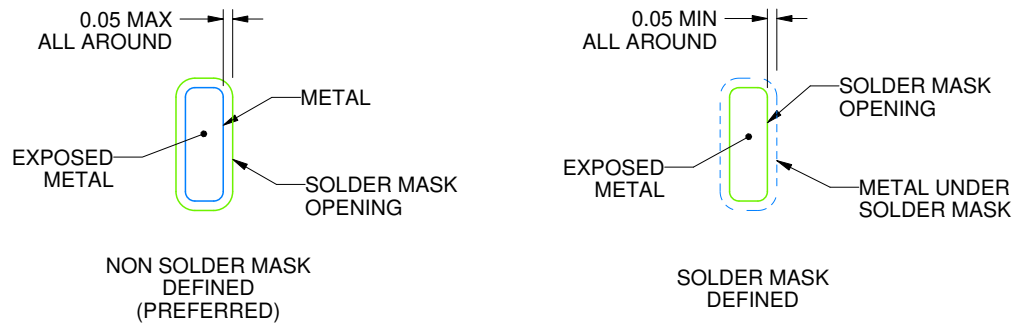 0.05 MAX
ALL AROUND
METAL
EXPOSED
METAL
SOLDER MASK
OPENING
NON SOLDER MASK
DEFINED
(PREFERRED)
0.05 MIN
ALL AROUND
SOLDER MASK
OPENING
EXPOSED
METAL
METAL UNDER
SOLDER MASK
SOLDER MASK
DEFINED